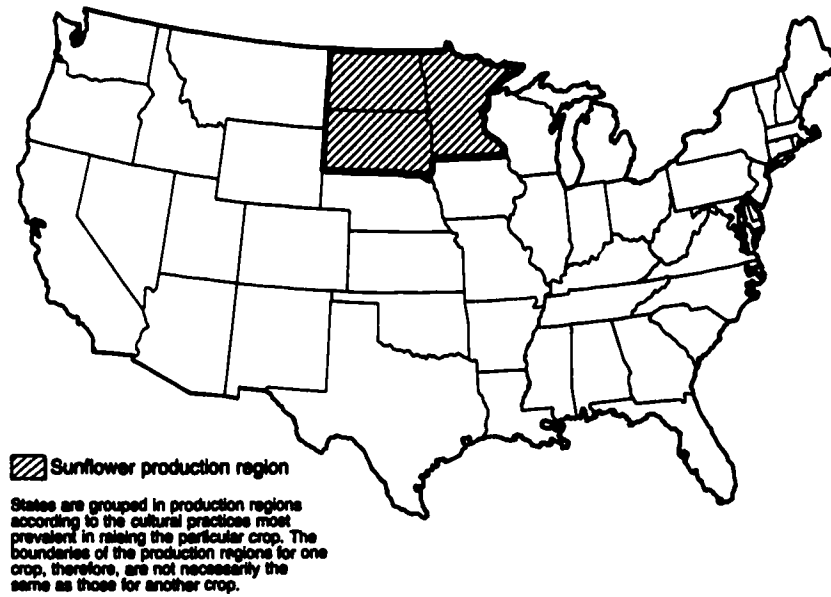 Sunflower production region
States are grouped in production regions
according to the cultural practices most
prevalent in raising the particular crop. The
boundaries of the production regions for one
crop, therefore, are not necessarily the
same as those for another crop.